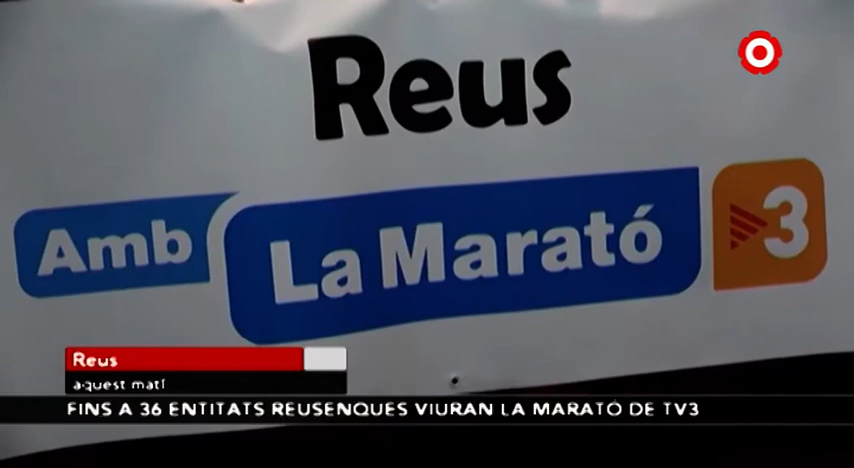 Reus
Amb La Marató 3
Reus
aquest matí
FINS A 36 ENTITATS REUSENQUES VIURAN LA MARATÓ DE TV3